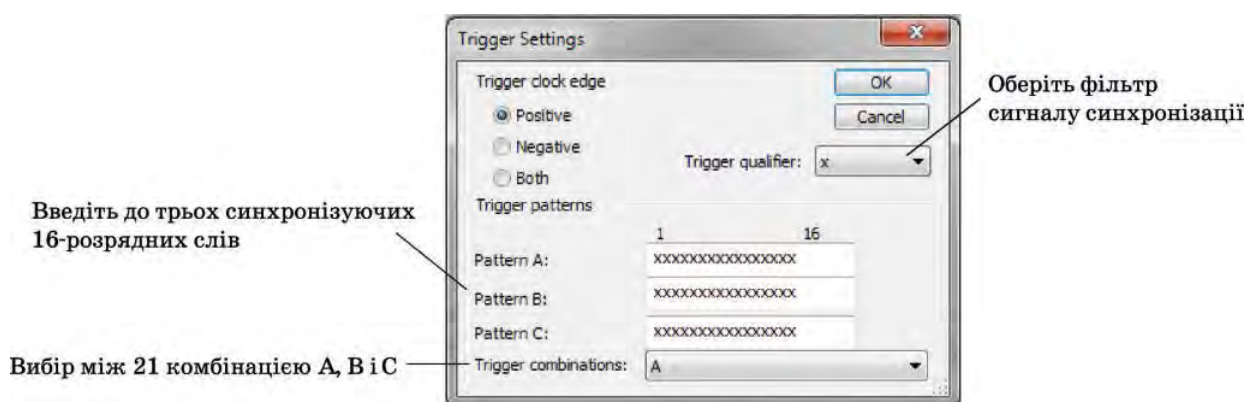 Trigger Settings
Trigger clock edge
Positive
Negative
Both
OK
Cancel
Trigger qualifier: x
Оберіть фільтр
сигналу синхронізації
Введіть до трьох синхронізуючих
16-розрядних слів
Trigger patterns
1 16
Pattern A: xxxxxxxxxxxxxxxx
Pattern B: xxxxxxxxxxxxxxxx
Pattern C: xxxxxxxxxxxxxxxx
Вибір між 21 комбінацією A, B і C
Trigger combinations: A